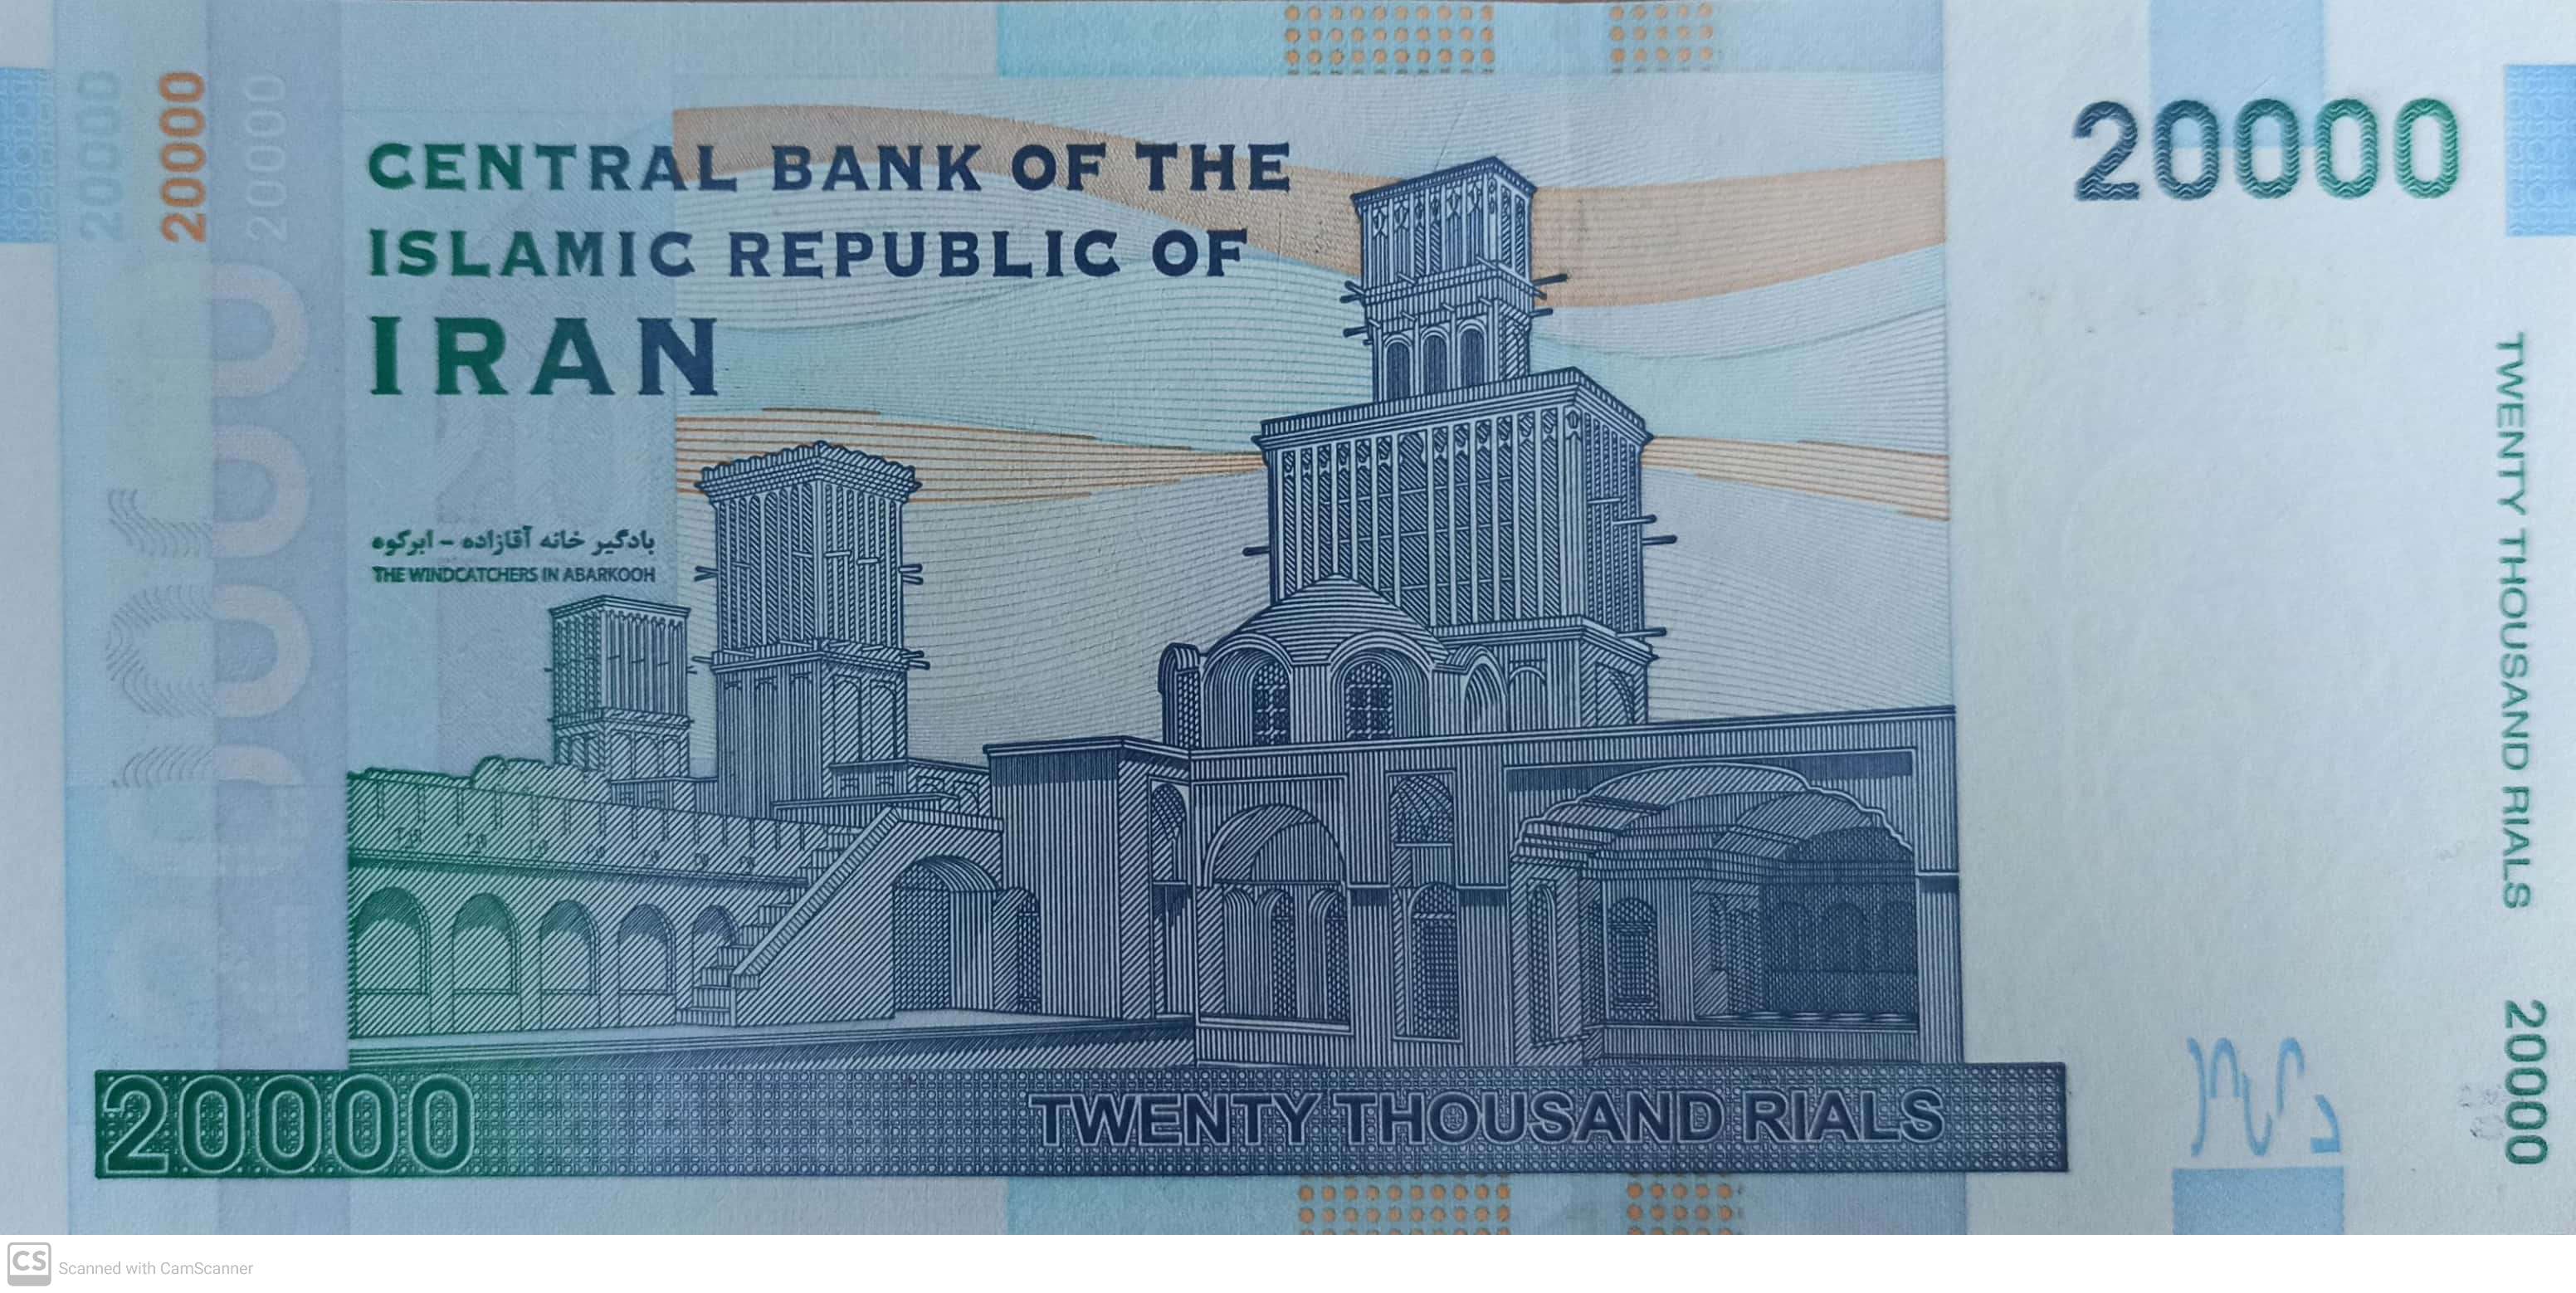 20000
20000
20000
CENTRAL BANK OF THE
ISLAMIC REPUBLIC OF
IRAN
20000
بادگیر خانه آقازاده - ابرکوه
THE WINDCATCHERS IN ABARKOOH
TWENTY THOUSAND RIALS 20000
20000
TWENTY THOUSAND RIALS
CS Scanned with CamScanner